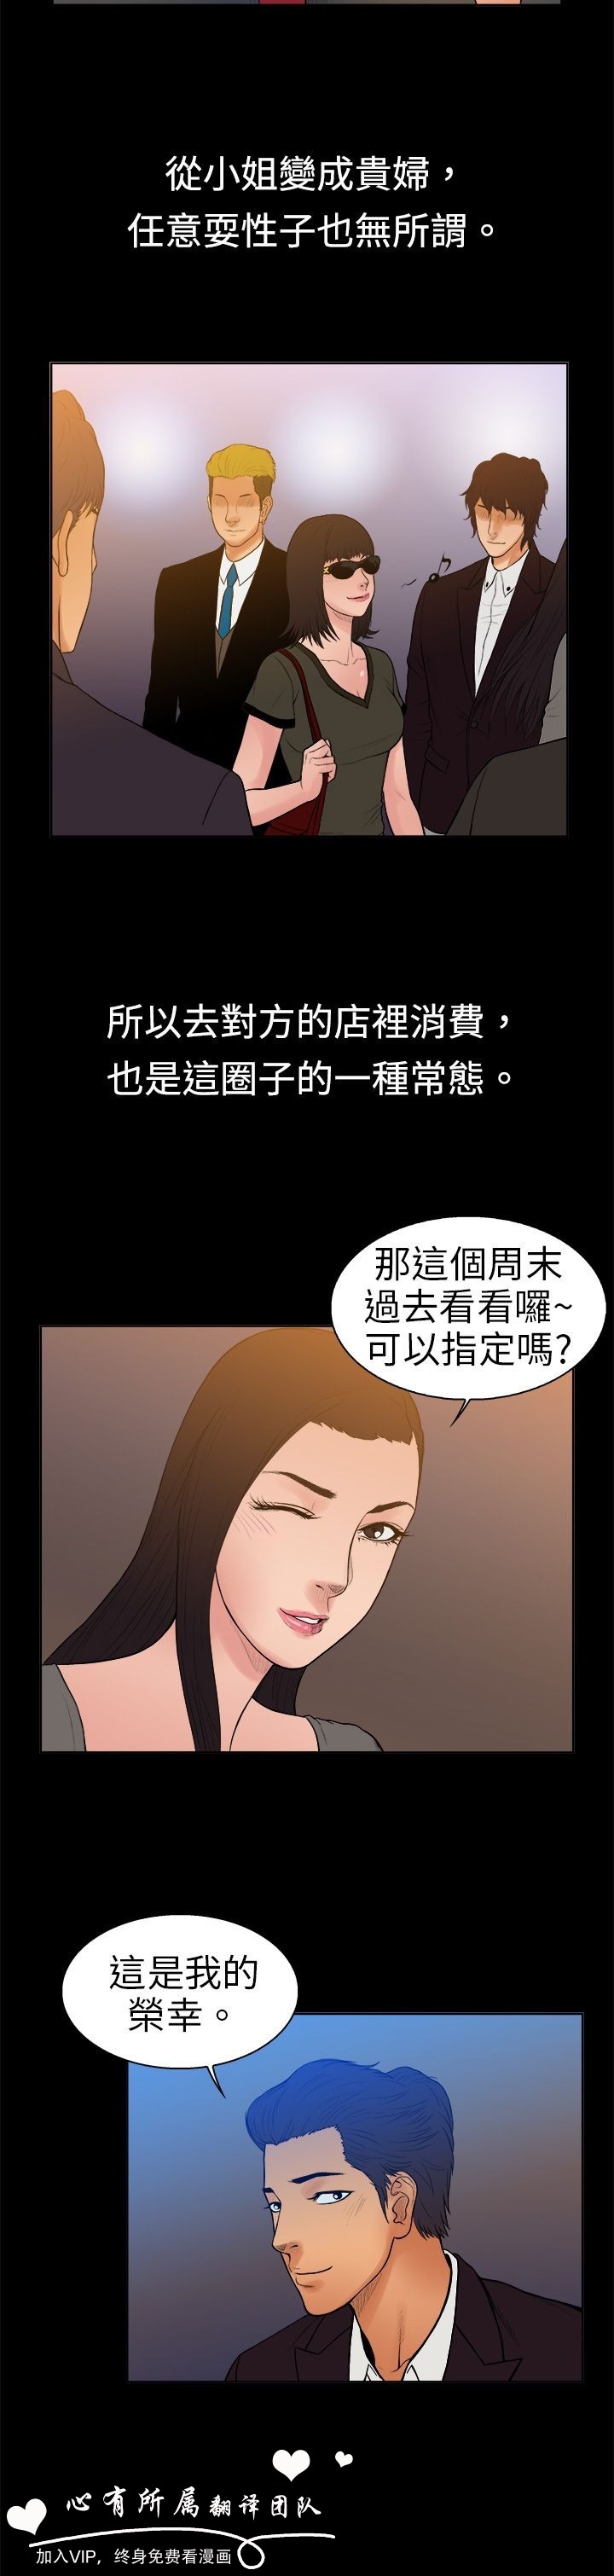 從小姐變成貴婦，
任意耍性子也無所謂。
所以去對方的店裡消費，
也是這圈子的一種常態。
那這個周末
過去看看囉~
可以指定嗎?
這是我的
榮幸。
心有所属翻译团队
加入VIP，终身免费看漫画